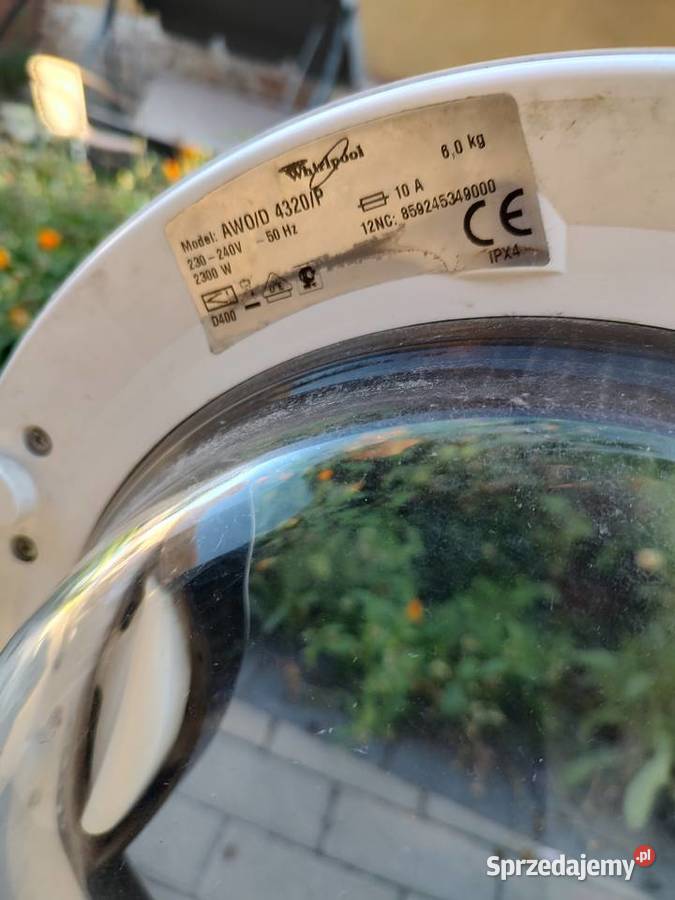 Whirlpool
6,0 kg
Model: AWO/D 4320/P
230-240V ~50 Hz
10 A
2300 W
12NC: 859245349000
CE
IPX4
D400
Sprzedajemy.pl